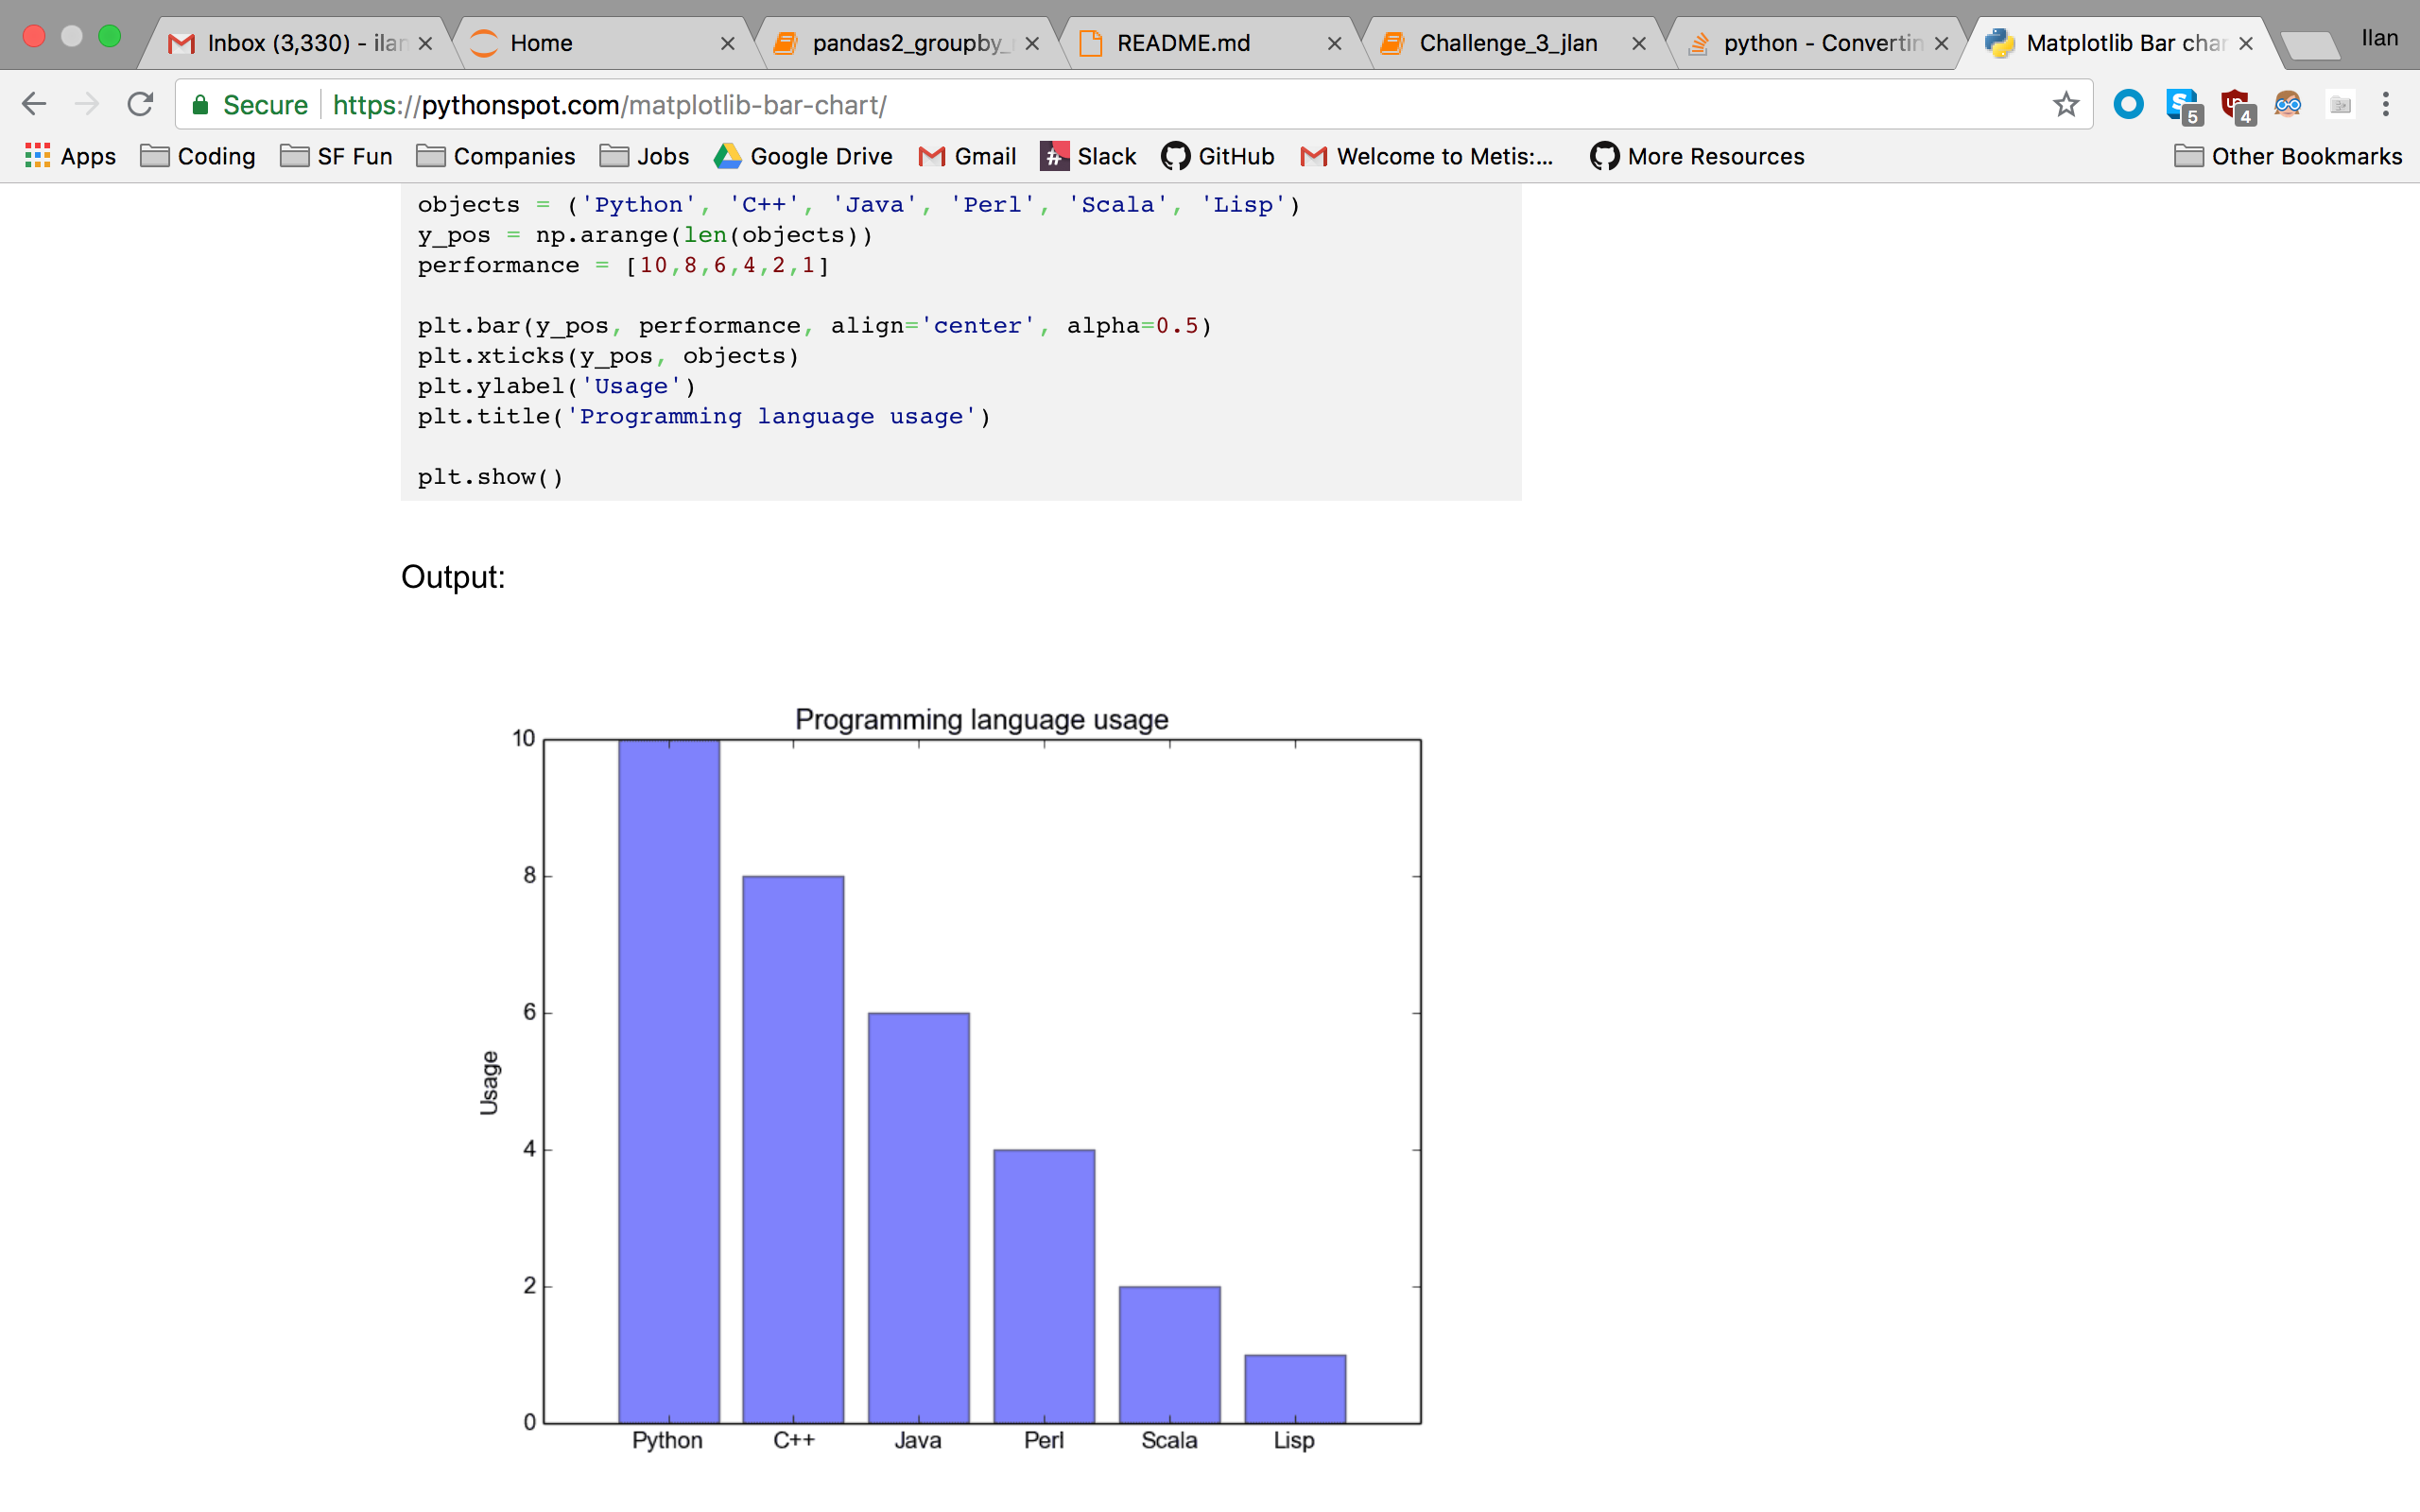 Inbox (3,330) - ilan
Home
pandas2_groupby_
README.md
Challenge_3_jlan
python - Convertin
Matplotlib Bar char
Ilan
Secure https://pythonspot.com/matplotlib-bar-chart/
5
4
Apps Coding SF Fun Companies Jobs Google Drive Gmail Slack GitHub Welcome to Metis:... More Resources Other Bookmarks
objects = ('Python', 'C++', 'Java', 'Perl', 'Scala', 'Lisp')
y_pos = np.arange(len(objects))
performance = [10,8,6,4,2,1]
plt.bar(y_pos, performance, align='center', alpha=0.5)
plt.xticks(y_pos, objects)
plt.ylabel('Usage')
plt.title('Programming language usage')
plt.show()
Output:
Programming language usage
10
8
6
4
2
0
Usage
Python C++ Java Perl Scala Lisp